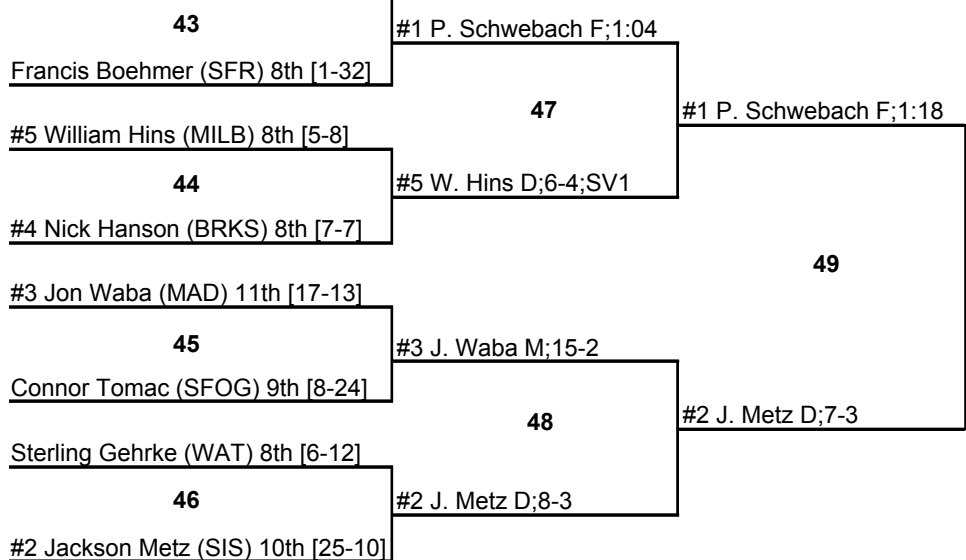 43
#1 P. Schwebach F;1:04
Francis Boehmer (SFR) 8th [1-32]
47
#1 P. Schwebach F;1:18
#5 William Hins (MILB) 8th [5-8]
44
#5 W. Hins D;6-4;SV1
#4 Nick Hanson (BRKS) 8th [7-7]
49
#3 Jon Waba (MAD) 11th [17-13]
45
#3 J. Waba M;15-2
Connor Tomac (SFOG) 9th [8-24]
48
#2 J. Metz D;7-3
Sterling Gehrke (WAT) 8th [6-12]
46
#2 J. Metz D;8-3
#2 Jackson Metz (SIS) 10th [25-10]